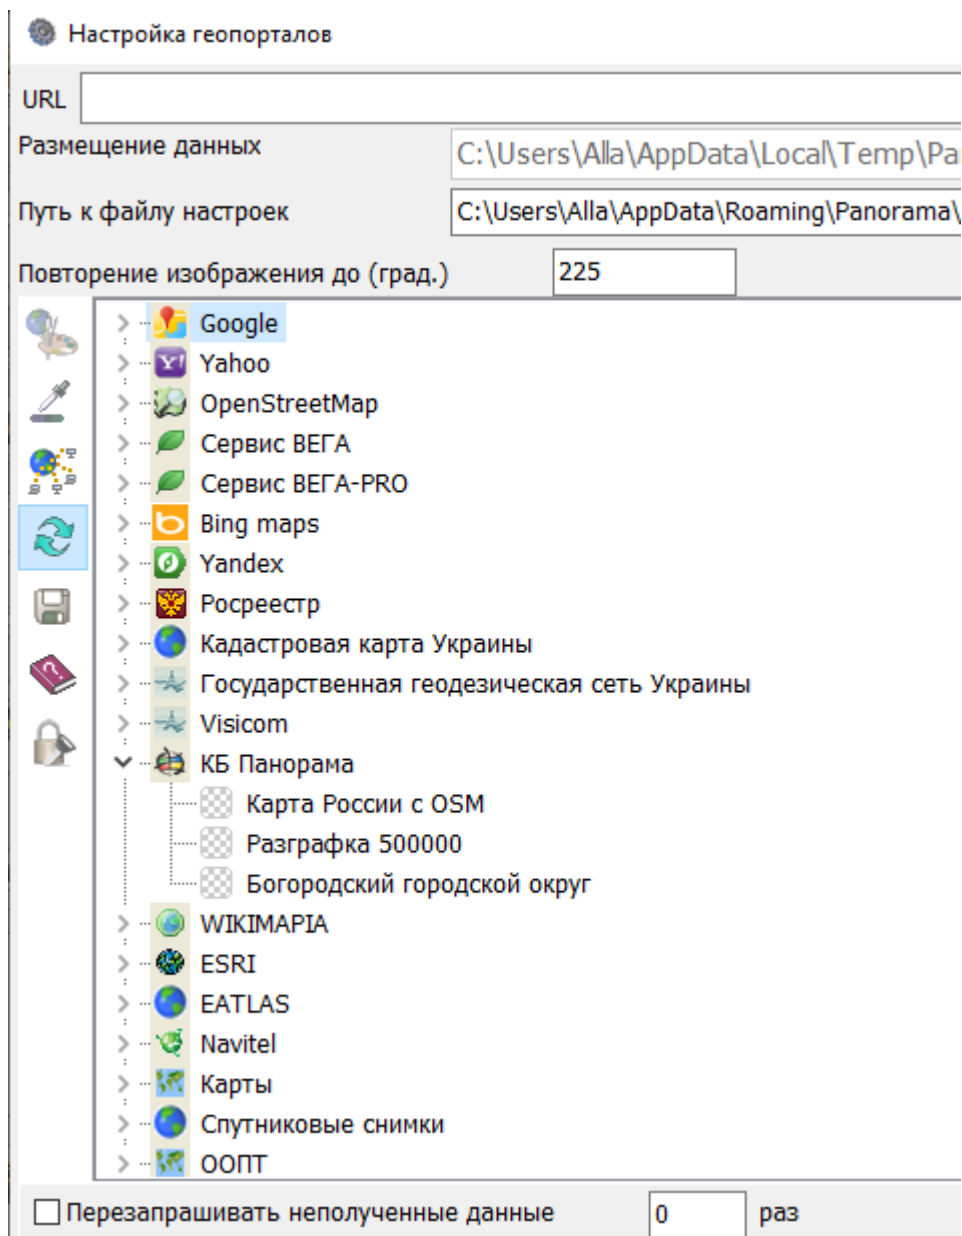 Настройка геопорталов
URL
Размещение данных C:\Users\Alla\AppData\Local\Temp\Pa
Путь к файлу настроек C:\Users\Alla\AppData\Roaming\Panorama\
Повторение изображения до (град.) 225
Google
Yahoo
OpenStreetMap
Сервис ВЕГА
Сервис ВЕГА-PRO
Bing maps
Yandex
Росреестр
Кадастровая карта Украины
Государственная геодезическая сеть Украины
Visicom
КБ Панорама
Карта России с OSM
Разграфка 500000
Богородский городской округ
WIKIMAPIA
ESRI
EATLAS
Navitel
Карты
Спутниковые снимки
ООПТ
Перезапрашивать неполученные данные 0 раз